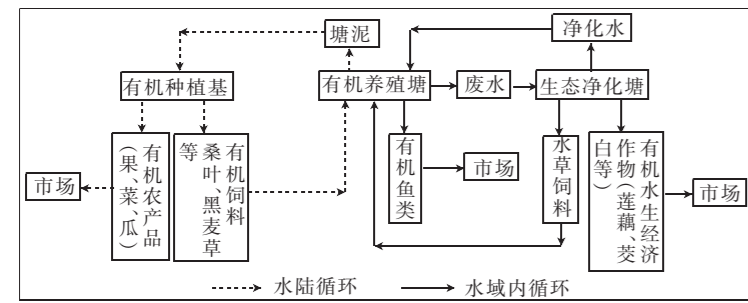 塘泥
净化水
有机种植基
有机养殖塘
废水
生态净化塘
市场
有机农产品
(果、菜、瓜)
有机饲料
桑叶、黑麦草
等
有机鱼类
市场
水草饲料
有机水生经济
作物(莲藕、茭
白等)
市场
水陆循环
水域内循环